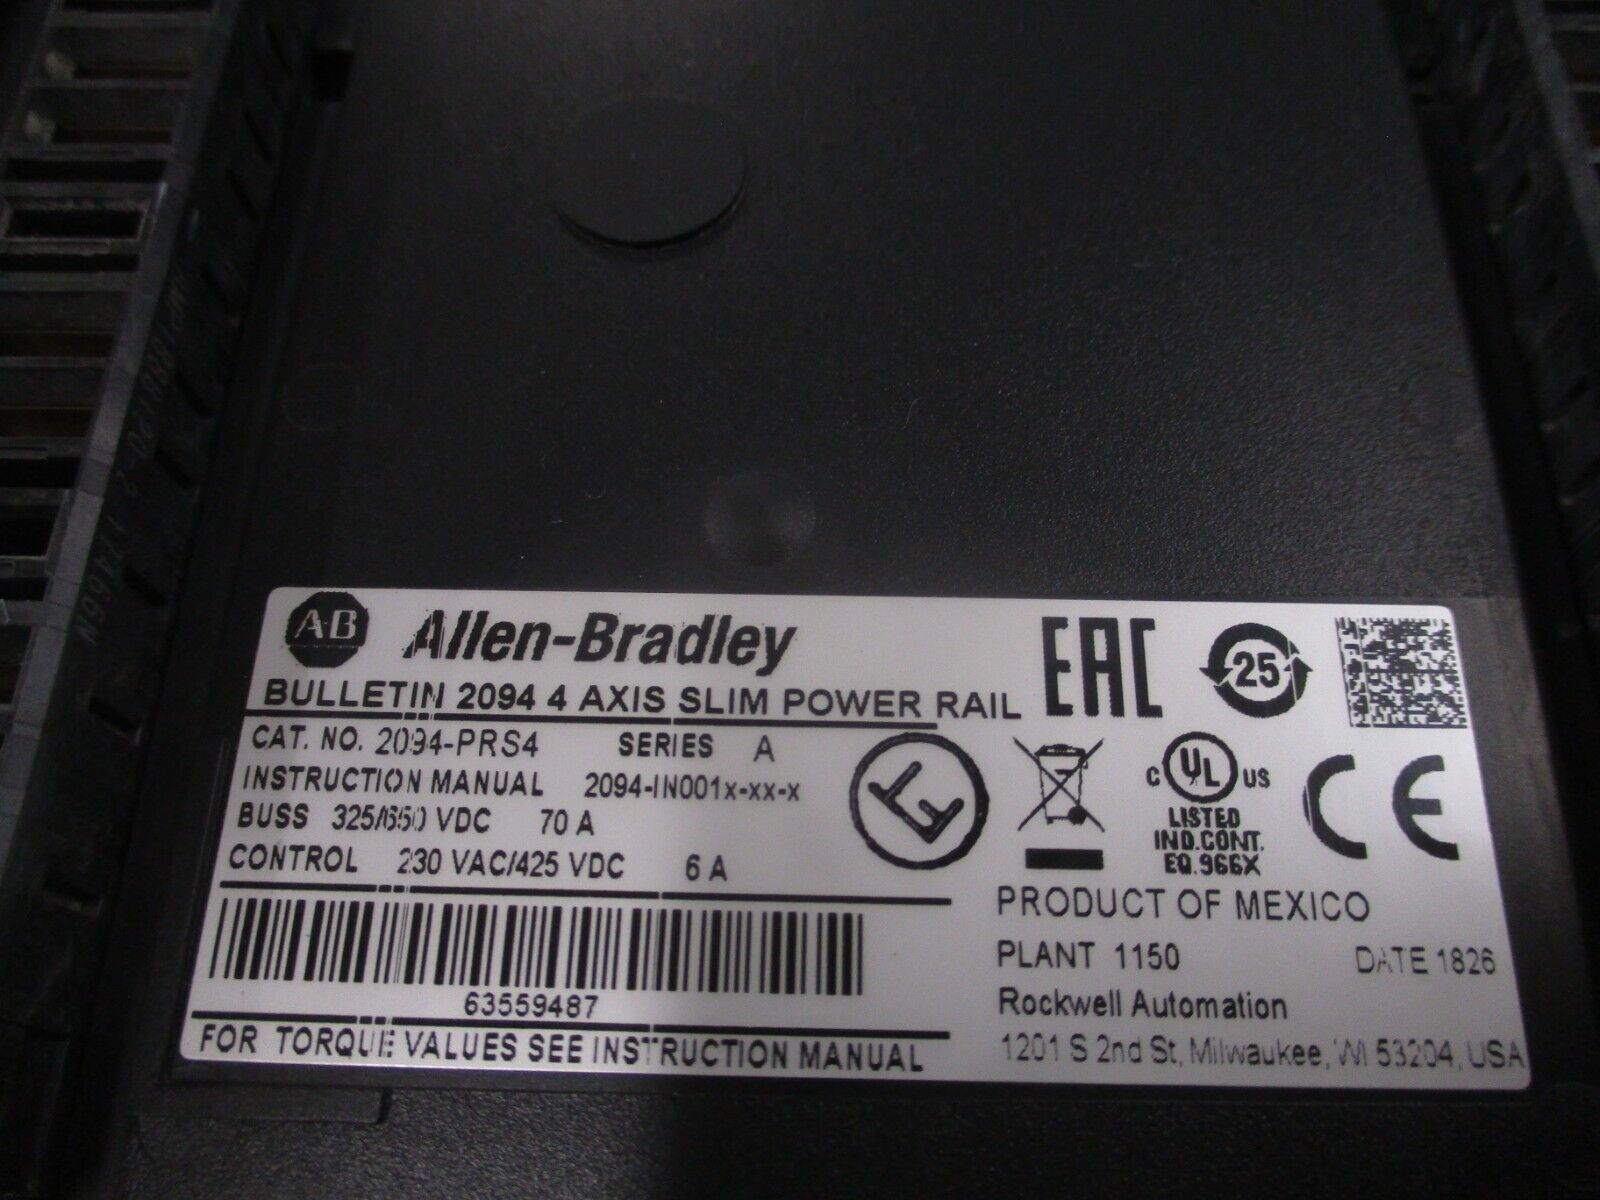 A-B Allen-Bradley
BULLETIN 2094 4 AXIS SLIM POWER RAIL
CAT. NO. 2094-PRS4 SERIES A
INSTRUCTION MANUAL 2094-IN001x-xx-x
BUSS 325/650 VDC 70 A
CONTROL 230 VAC/425 VDC 6 A
63559487
FOR TORQUE VALUES SEE INSTRUCTION MANUAL
EAC 25
C UL US
LISTED
IND.CONT.
EQ.966X
CE
PRODUCT OF MEXICO
PLANT 1150 DATE 1826
Rockwell Automation
1201 S 2nd St, Milwaukee, WI 53204, USA